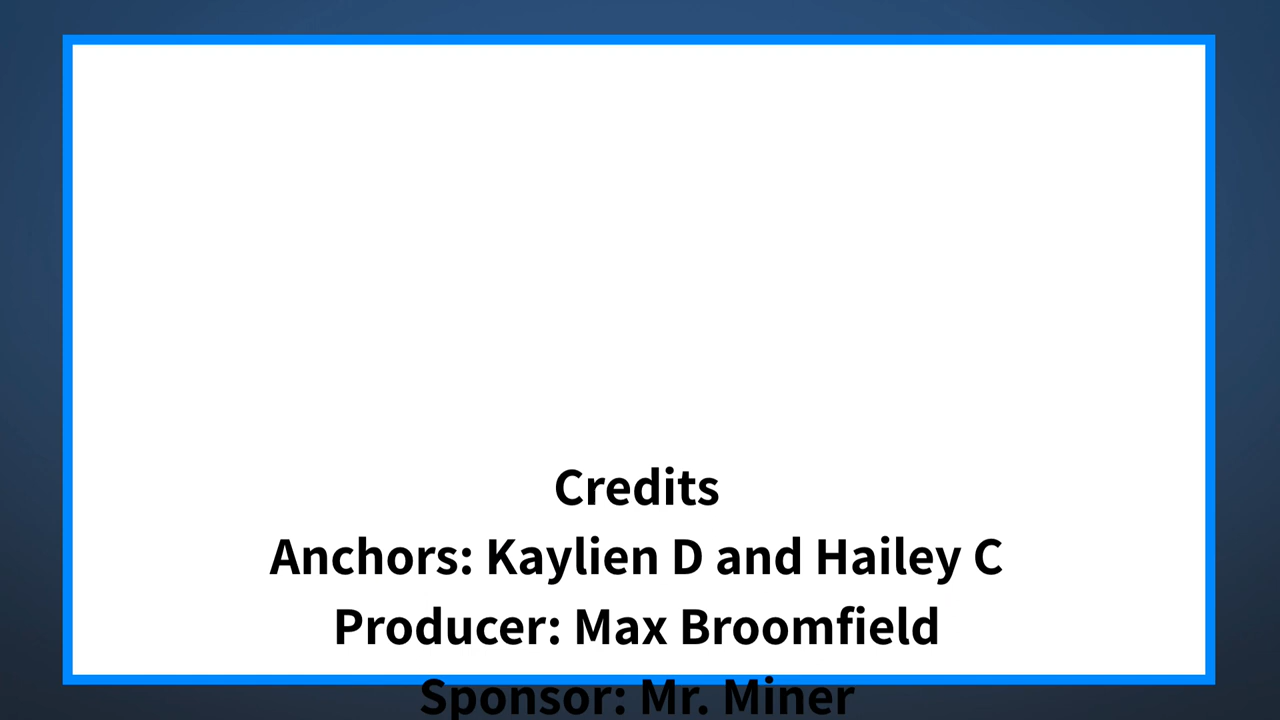 Credits
Anchors: Kaylien D and Hailey C
Producer: Max Broomfield
Sponsor: Mr. Miner